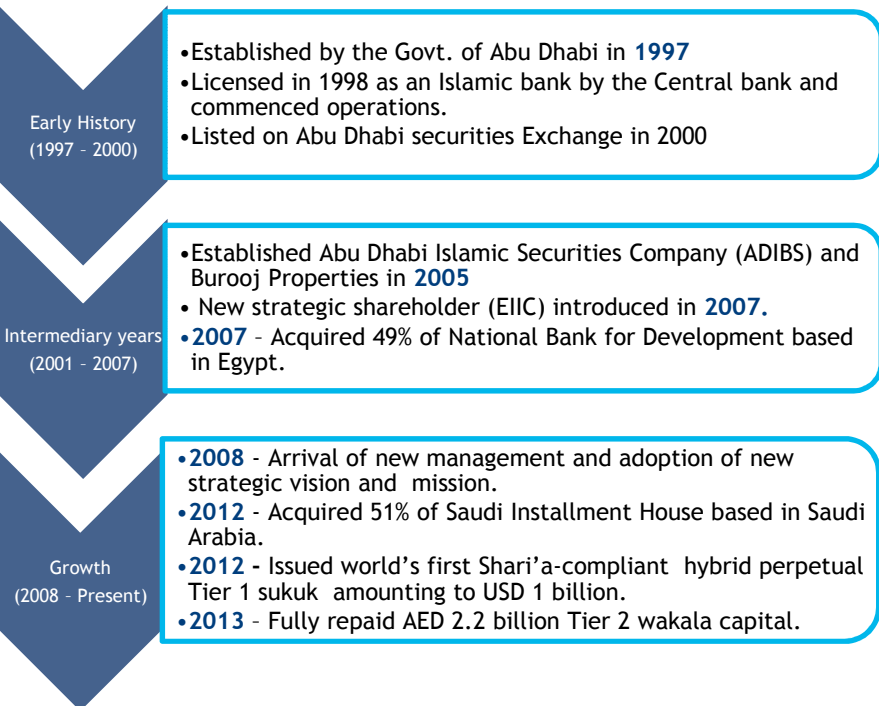 Early History
(1997 – 2000)
•Established by the Govt. of Abu Dhabi in 1997
•Licensed in 1998 as an Islamic bank by the Central bank and
commenced operations.
•Listed on Abu Dhabi securities Exchange in 2000
Intermediary years
(2001 – 2007)
•Established Abu Dhabi Islamic Securities Company (ADIBS) and
Burooj Properties in 2005
• New strategic shareholder (EIIC) introduced in 2007.
•2007 – Acquired 49% of National Bank for Development based
in Egypt.
Growth
(2008 – Present)
•2008 - Arrival of new management and adoption of new
strategic vision and mission.
•2012 - Acquired 51% of Saudi Installment House based in Saudi
Arabia.
•2012 - Issued world’s first Shari’a-compliant hybrid perpetual
Tier 1 sukuk amounting to USD 1 billion.
•2013 – Fully repaid AED 2.2 billion Tier 2 wakala capital.